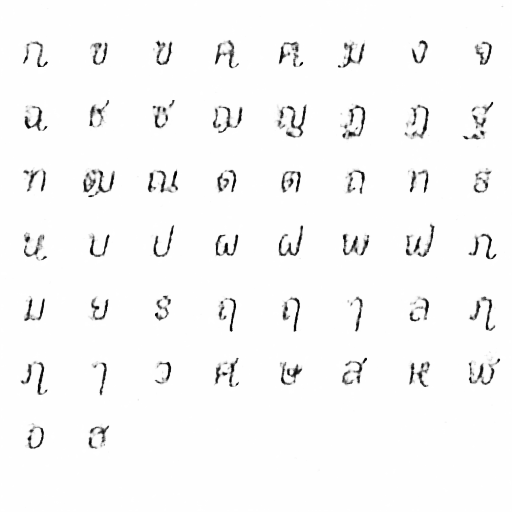 ก ข ฃ ค ฅ ฆ ง จ
ฉ ช ซ ฌ ญ ฎ ฏ ฐ
ฑ ฒ ณ ด ต ถ ท ธ
น บ ป ผ ฝ พ ฟ ภ
ม ย ร ฤ ฤ ๅ ล ฦ
ฦ ๅ ว ศ ษ ส ห ฬ
อ ฮ